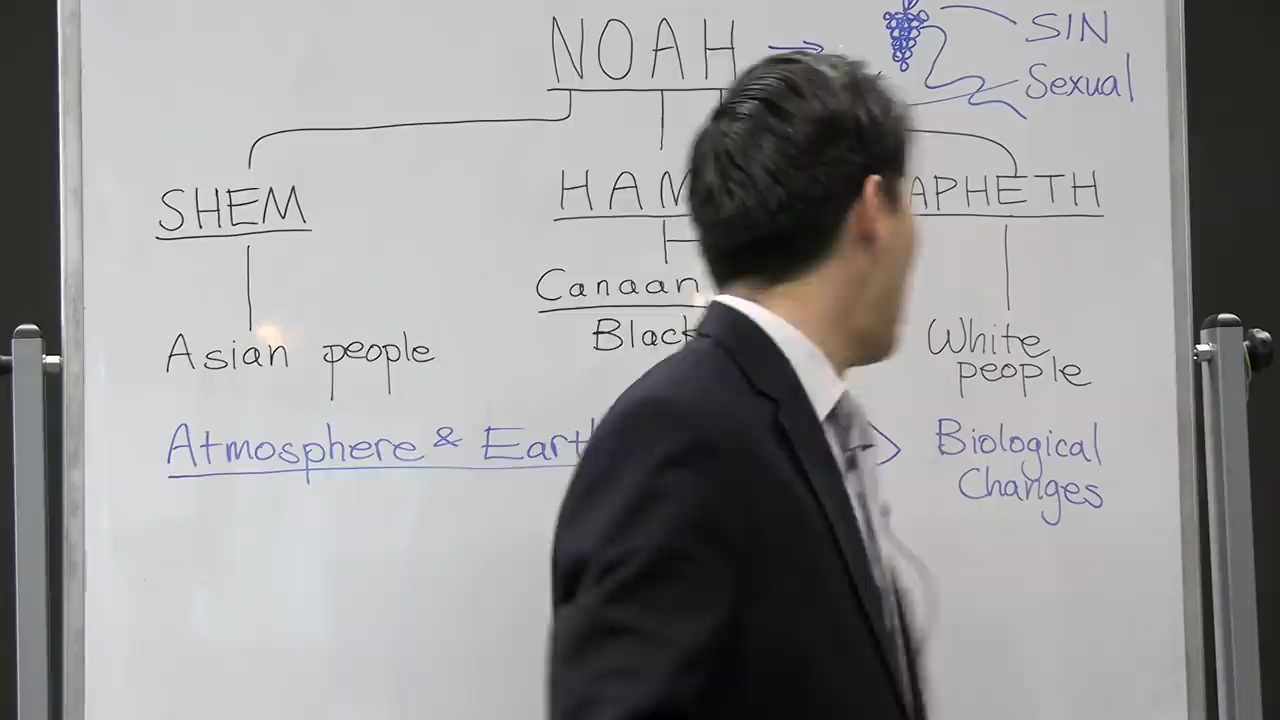 NOAH → SIN
Sexual
SHEM HAM APHETH
Canaan
Black
Asian people White
people
Atmosphere & Eart Biological
Changes